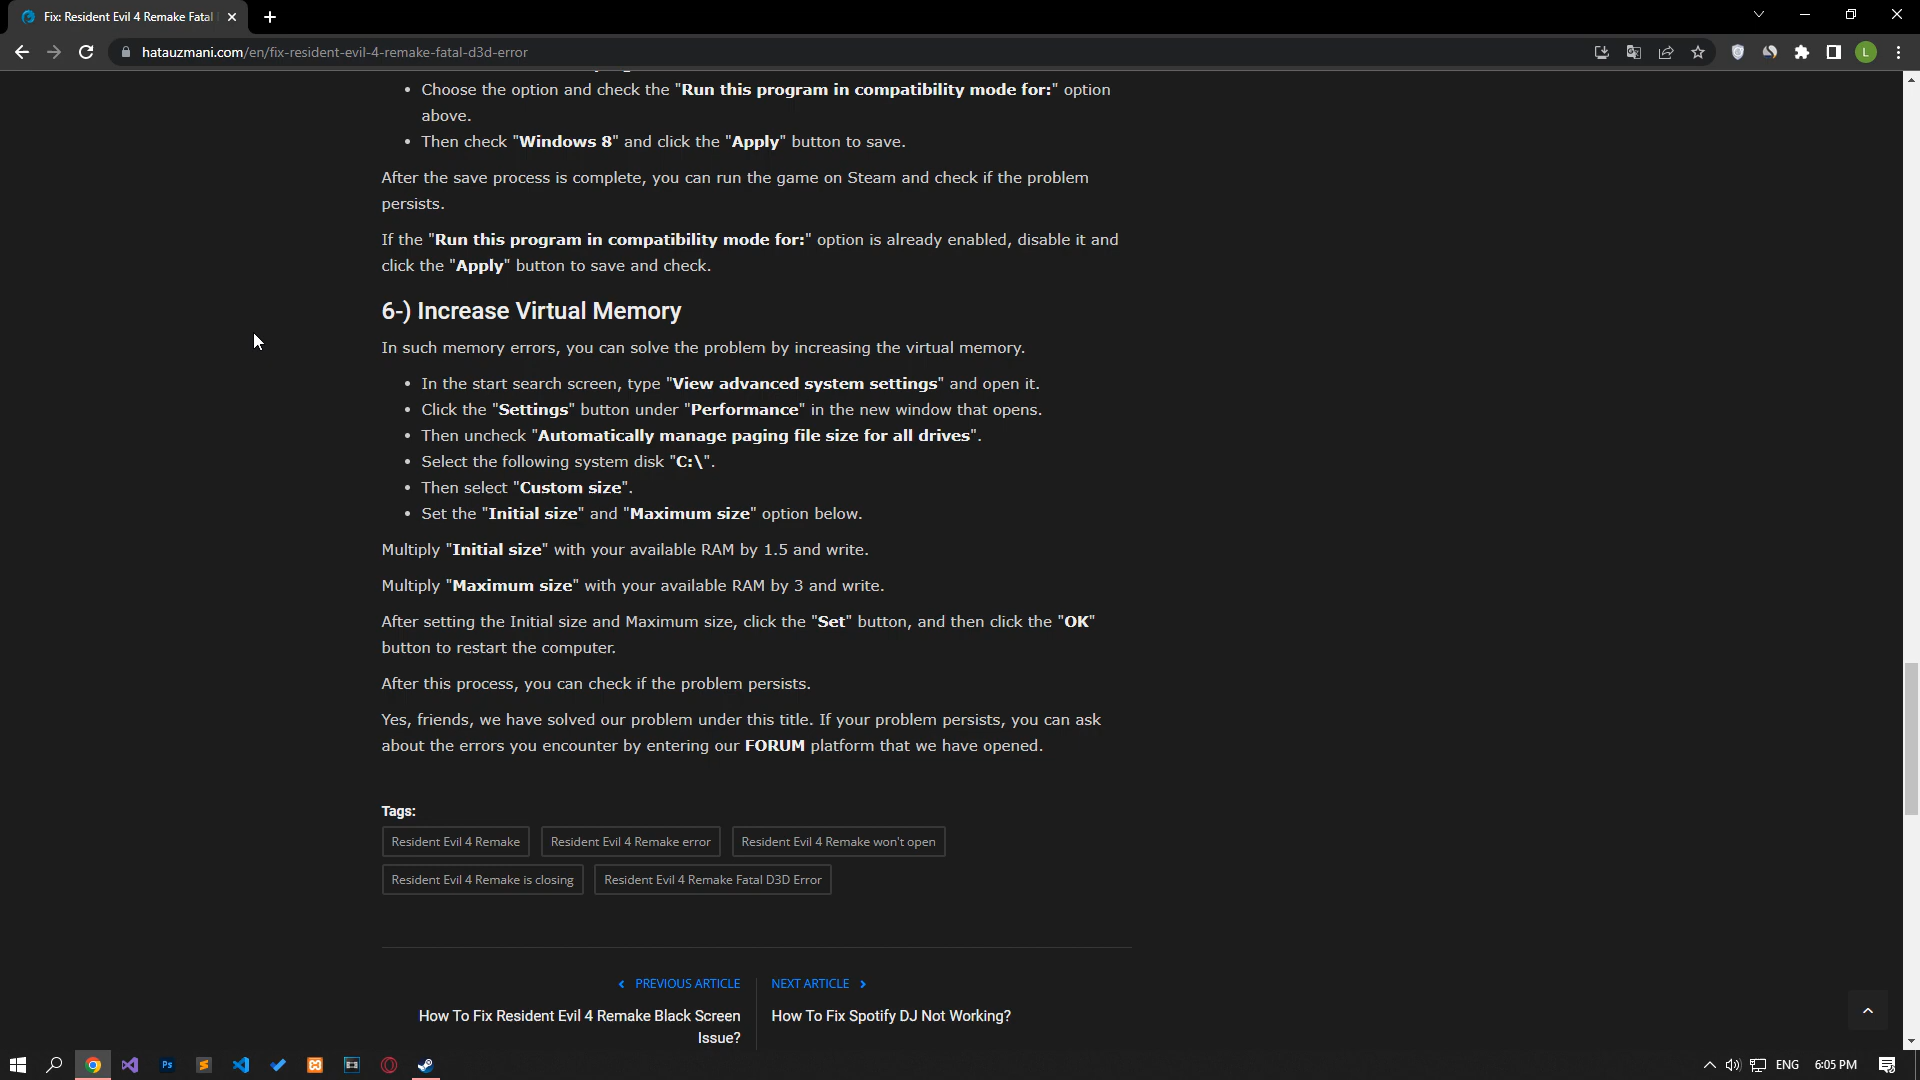 Fix: Resident Evil 4 Remake Fatal
hatauzmani.com/en/fix-resident-evil-4-remake-fatal-d3d-error
L
• Choose the option and check the "Run this program in compatibility mode for:" option
above.
• Then check "Windows 8" and click the "Apply" button to save.
After the save process is complete, you can run the game on Steam and check if the problem
persists.
If the "Run this program in compatibility mode for:" option is already enabled, disable it and
click the "Apply" button to save and check.
6-) Increase Virtual Memory
In such memory errors, you can solve the problem by increasing the virtual memory.
• In the start search screen, type "View advanced system settings" and open it.
• Click the "Settings" button under "Performance" in the new window that opens.
• Then uncheck "Automatically manage paging file size for all drives".
• Select the following system disk "C:\".
• Then select "Custom size".
• Set the "Initial size" and "Maximum size" option below.
Multiply "Initial size" with your available RAM by 1.5 and write.
Multiply "Maximum size" with your available RAM by 3 and write.
After setting the Initial size and Maximum size, click the "Set" button, and then click the "OK"
button to restart the computer.
After this process, you can check if the problem persists.
Yes, friends, we have solved our problem under this title. If your problem persists, you can ask
about the errors you encounter by entering our FORUM platform that we have opened.
Tags:
Resident Evil 4 Remake Resident Evil 4 Remake error Resident Evil 4 Remake won't open
Resident Evil 4 Remake is closing Resident Evil 4 Remake Fatal D3D Error
PREVIOUS ARTICLE
How To Fix Resident Evil 4 Remake Black Screen
Issue?
NEXT ARTICLE
How To Fix Spotify DJ Not Working?
Ps
ENG 6:05 PM